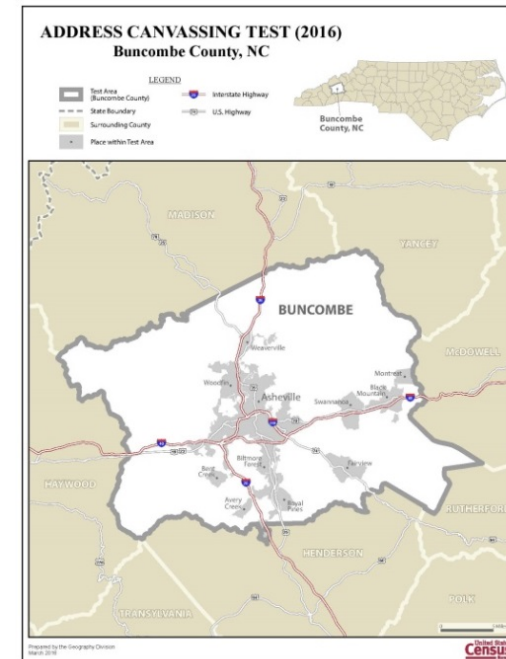 ADDRESS CANVASSING TEST (2016)
Buncombe County, NC
LEGEND
Test Area
(Buncombe County)
State Boundary
Surrounding County
Place within Test Area
Interstate Highway
U.S. Highway
Buncombe
County, NC
MADISON
YANCEY
BUNCOMBE
Weaverville
MCDOWELL
Montreat
Woodfin
Black
Mountain
Asheville
Swannanoa
Biltmore
Forest
Fairview
Bent
Creek
HAYWOOD
Avery
Creek
Royal
Pines
RUTHERFORD
HENDERSON
POLK
TRANSYLVANIA
Prepared by the Geography Division
March 2016
United States
Census